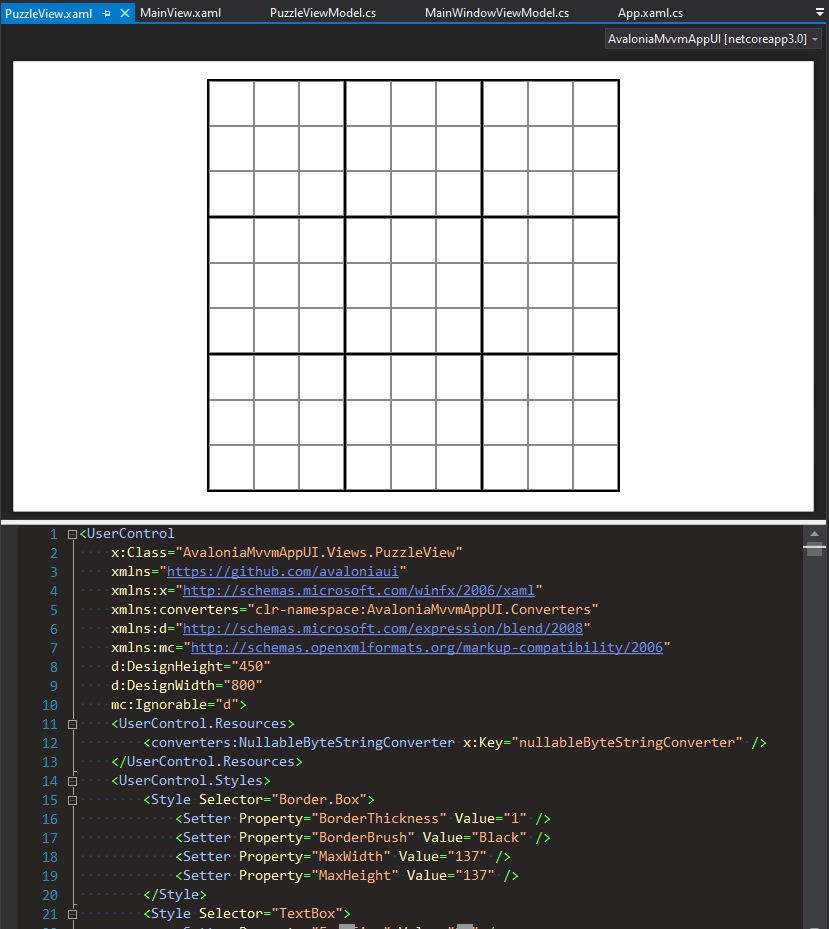 PuzzleView.xaml MainView.xaml PuzzleViewModel.cs MainWindowViewModel.cs App.xaml.cs
AvaloniaMvvmAppUI [netcoreapp3.0]
1 <UserControl
2 x:Class="AvaloniaMvvmAppUI.Views.PuzzleView"
3 xmlns="https://github.com/avaloniaui"
4 xmlns:x="http://schemas.microsoft.com/winfx/2006/xaml"
5 xmlns:converters="clr-namespace:AvaloniaMvvmAppUI.Converters"
6 xmlns:d="http://schemas.microsoft.com/expression/blend/2008"
7 xmlns:mc="http://schemas.openxmlformats.org/markup-compatibility/2006"
8 d:DesignHeight="450"
9 d:DesignWidth="800"
10 mc:Ignorable="d">
11 <UserControl.Resources>
12 <converters:NullableByteStringConverter x:Key="nullableByteStringConverter" />
13 </UserControl.Resources>
14 <UserControl.Styles>
15 <Style Selector="Border.Box">
16 <Setter Property="BorderThickness" Value="1" />
17 <Setter Property="BorderBrush" Value="Black" />
18 <Setter Property="MaxWidth" Value="137" />
19 <Setter Property="MaxHeight" Value="137" />
20 </Style>
21 <Style Selector="TextBox">